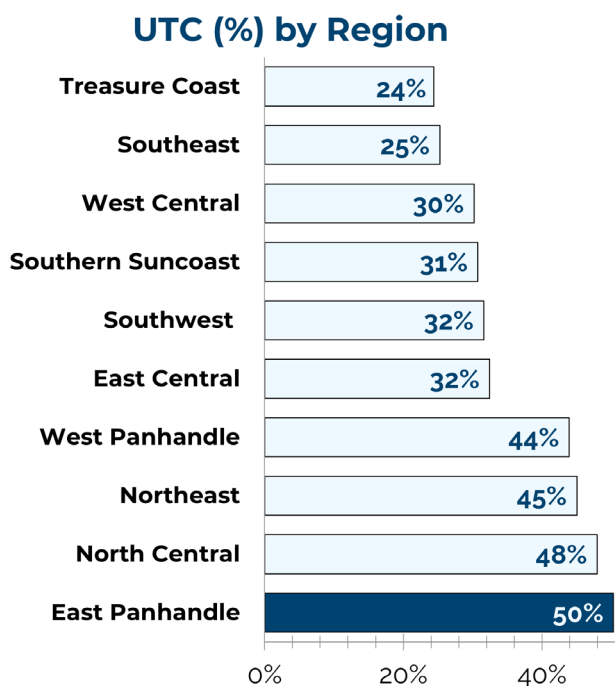 UTC (%) by Region
Treasure Coast 24%
Southeast 25%
West Central 30%
Southern Suncoast 31%
Southwest 32%
East Central 32%
West Panhandle 44%
Northeast 45%
North Central 48%
East Panhandle 50%
0% 20% 40%